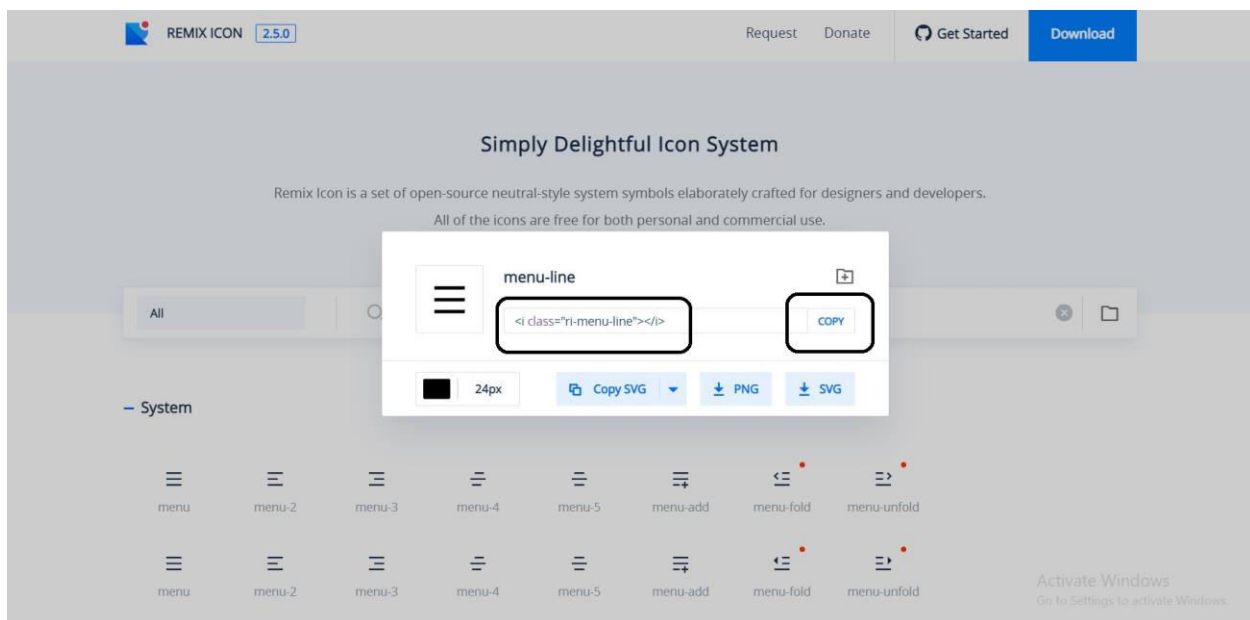 REMIX ICON 2.5.0 Request Donate Get Started Download
Simply Delightful Icon System
Remix Icon is a set of open-source neutral-style system symbols elaborately crafted for designers and developers.
All of the icons are free for both personal and commercial use.
menu-line
All
<i class="ri-menu-line"></i> COPY
24px Copy SVG PNG SVG
– System
menu menu-2 menu-3 menu-4 menu-5 menu-add menu-fold menu-unfold
menu menu-2 menu-3 menu-4 menu-5 menu-add menu-fold menu-unfold
Activate Windows
Go to Settings to activate Windows.